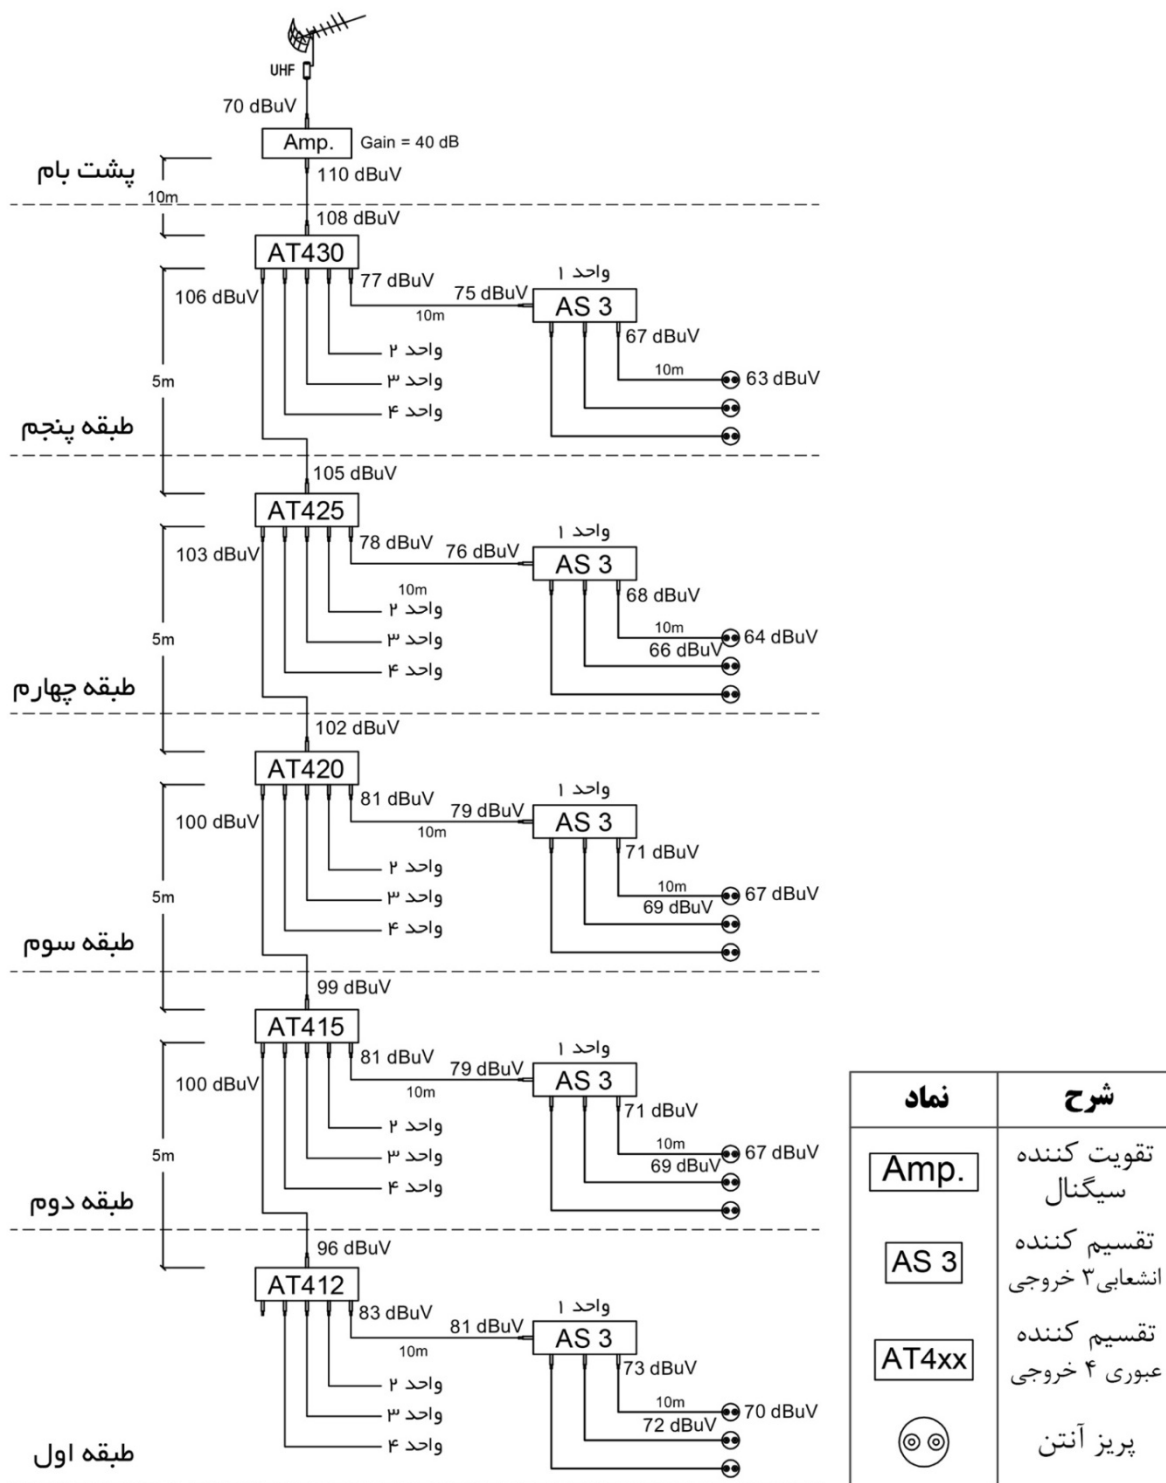 UHF
70 dBuV
Amp.
Gain = 40 dB
110 dBuV
پشت بام
10m
108 dBuV
AT430
106 dBuV
77 dBuV
10m
75 dBuV
واحد ۱
AS 3
67 dBuV
10m
63 dBuV
واحد ۲
واحد ۳
واحد ۴
5m
طبقه پنجم
105 dBuV
AT425
103 dBuV
78 dBuV
76 dBuV
واحد ۱
AS 3
68 dBuV
10m
64 dBuV
66 dBuV
10m
واحد ۲
واحد ۳
واحد ۴
5m
طبقه چهارم
102 dBuV
AT420
100 dBuV
81 dBuV
10m
79 dBuV
واحد ۱
AS 3
71 dBuV
10m
67 dBuV
69 dBuV
واحد ۲
واحد ۳
واحد ۴
5m
طبقه سوم
99 dBuV
AT415
100 dBuV
81 dBuV
10m
79 dBuV
واحد ۱
AS 3
71 dBuV
10m
67 dBuV
69 dBuV
واحد ۲
واحد ۳
واحد ۴
5m
طبقه دوم
96 dBuV
AT412
83 dBuV
10m
81 dBuV
واحد ۱
AS 3
73 dBuV
10m
70 dBuV
72 dBuV
واحد ۲
واحد ۳
واحد ۴
طبقه اول
شرح
نماد
تقویت کننده
سیگنال
Amp.
تقسیم کننده
انشعابی ۳ خروجی
AS 3
تقسیم کننده
عبوری ۴ خروجی
AT4xx
پریز آنتن